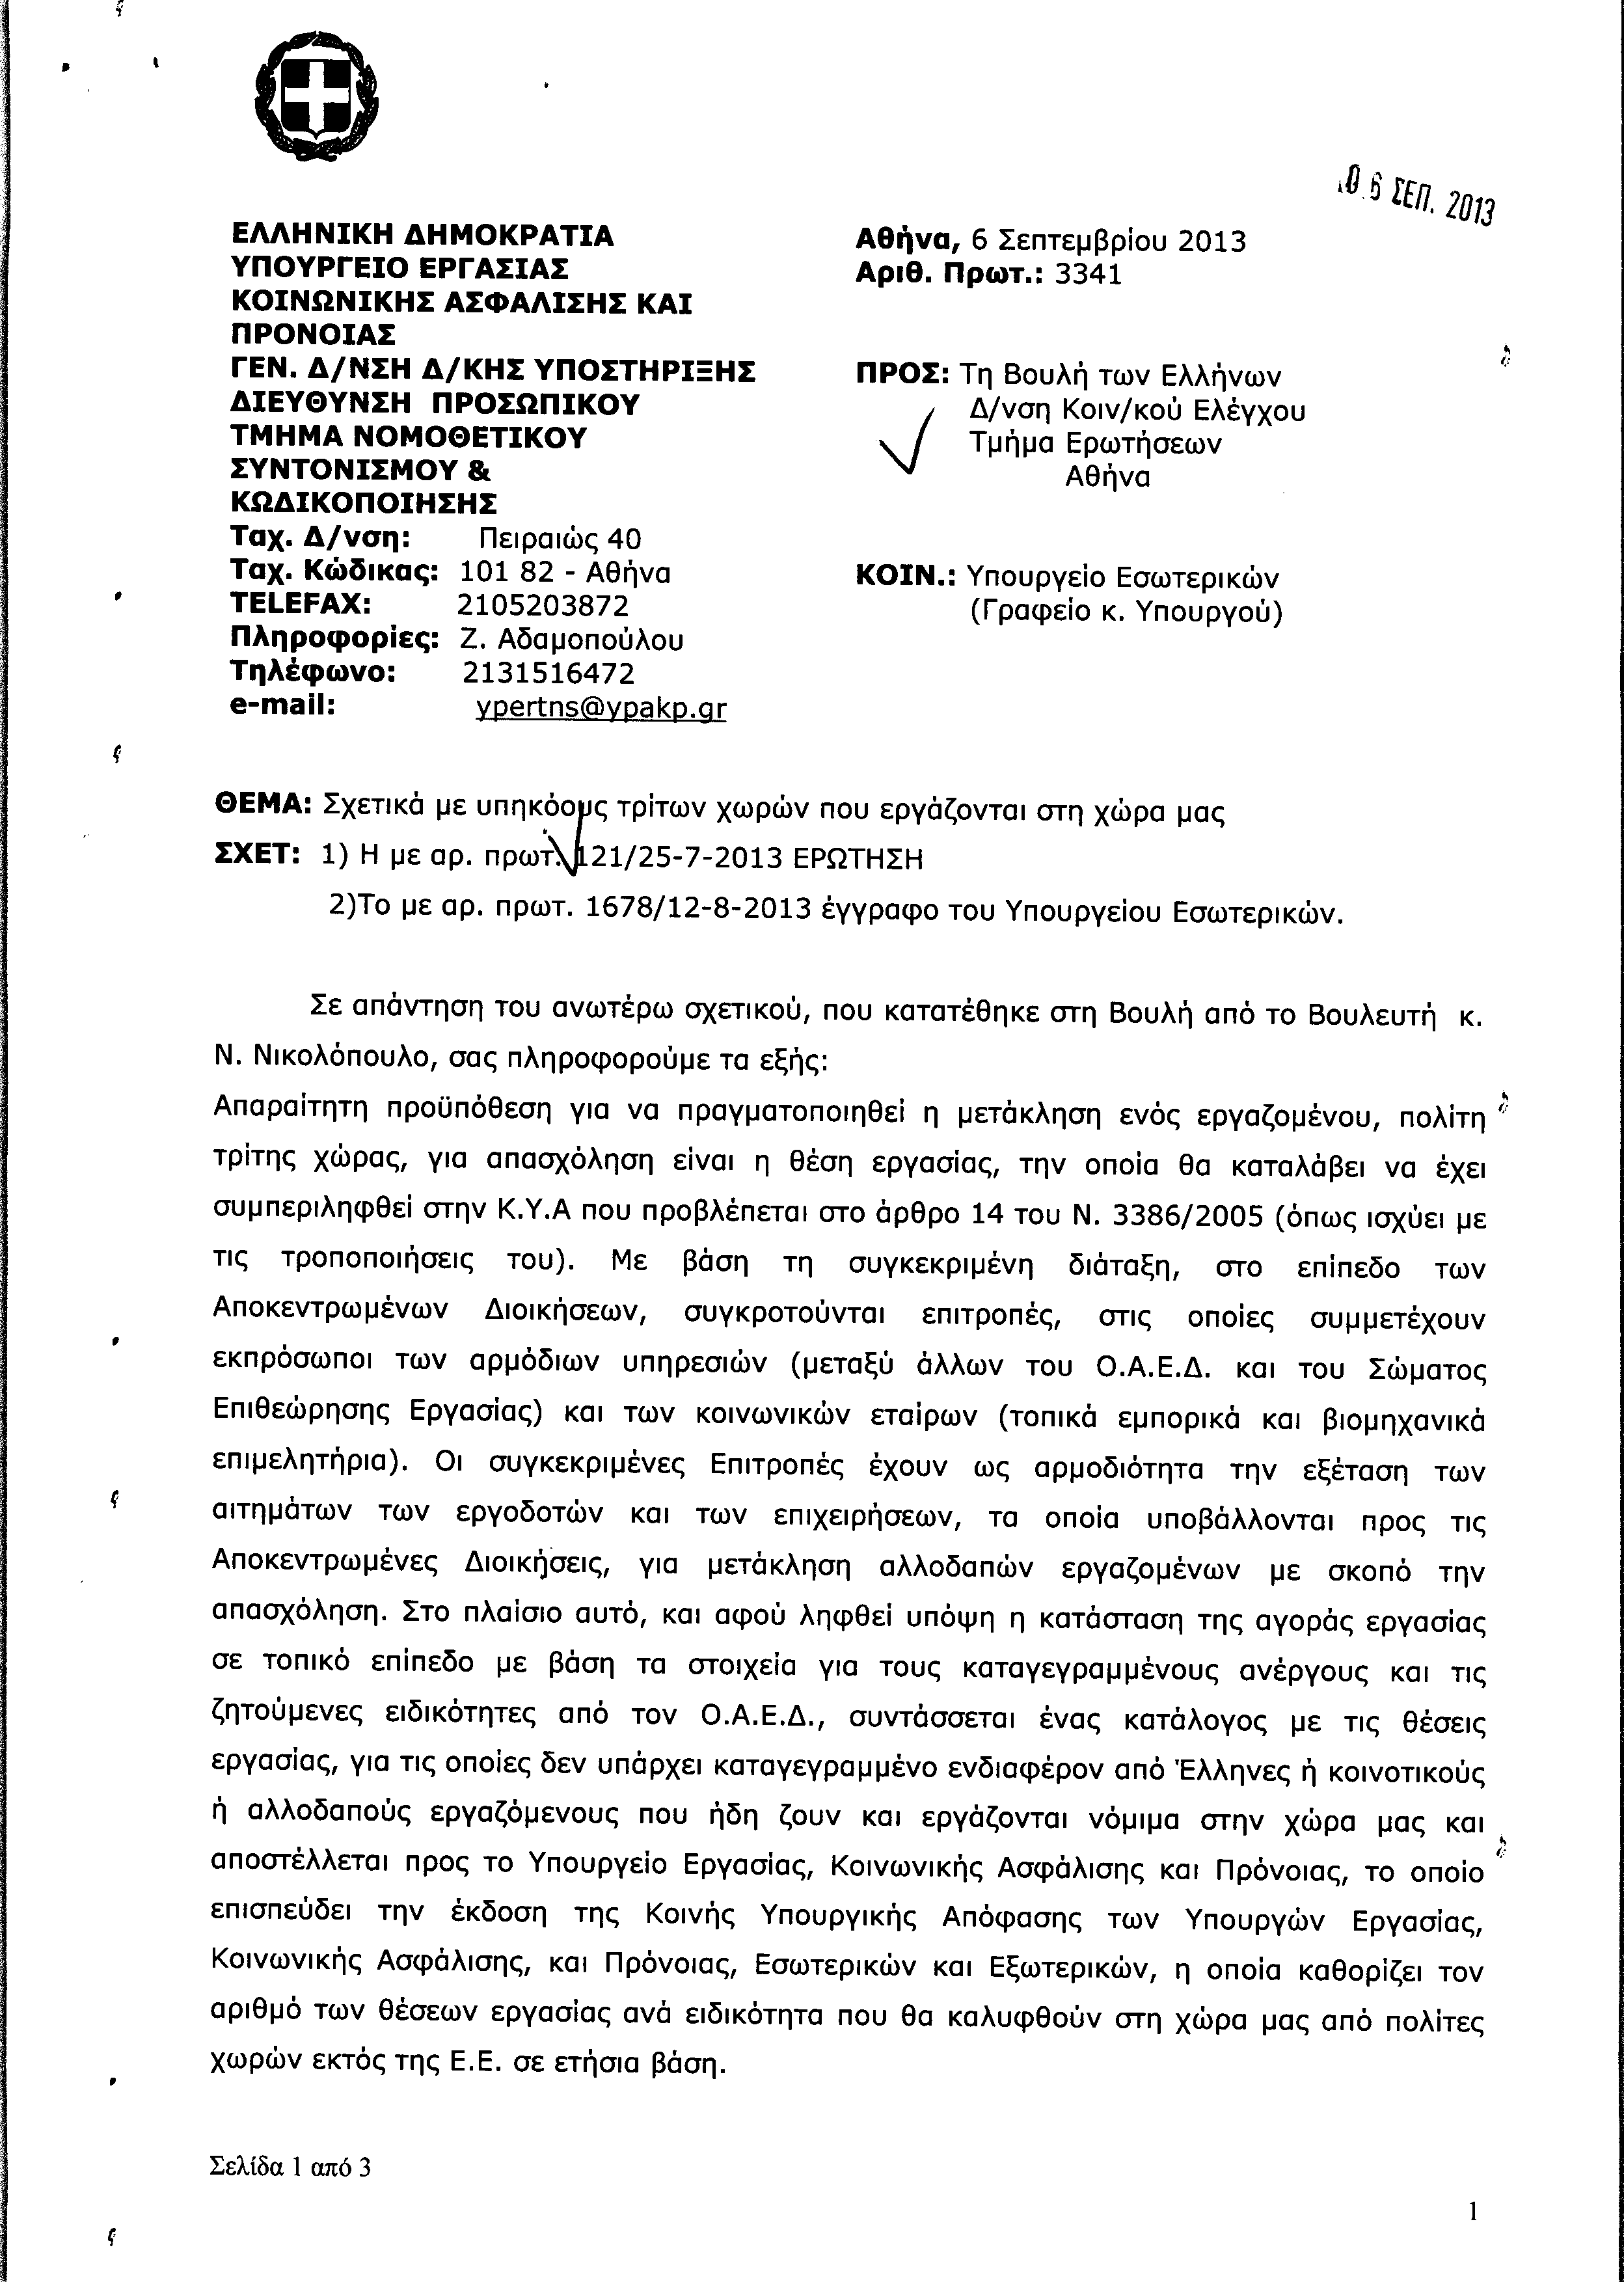 06 ΣΕΠ. 2013
ΕΛΛΗΝΙΚΗ ΔΗΜΟΚΡΑΤΙΑ
ΥΠΟΥΡΓΕΙΟ ΕΡΓΑΣΙΑΣ
ΚΟΙΝΩΝΙΚΗΣ ΑΣΦΑΛΙΣΗΣ ΚΑΙ
ΠΡΟΝΟΙΑΣ
ΓΕΝ. Δ/ΝΣΗ Δ/ΚΗΣ ΥΠΟΣΤΗΡΙΞΗΣ
ΔΙΕΥΘΥΝΣΗ ΠΡΟΣΩΠΙΚΟΥ
ΤΜΗΜΑ ΝΟΜΟΘΕΤΙΚΟΥ
ΣΥΝΤΟΝΙΣΜΟΥ &
ΚΩΔΙΚΟΠΟΙΗΣΗΣ
Ταχ. Δ/νση: Πειραιώς 40
Ταχ. Κώδικας: 101 82 - Αθήνα
TELEFAX: 2105203872
Πληροφορίες: Ζ. Αδαμοπούλου
Τηλέφωνο: 2131516472
e-mail: ypertns@ypakp.gr
Αθήνα, 6 Σεπτεμβρίου 2013
Αριθ. Πρωτ.: 3341
ΠΡΟΣ: Τη Βουλή των Ελλήνων
Δ/νση Κοιν/κού Ελέγχου
Τμήμα Ερωτήσεων
Αθήνα
ΚΟΙΝ.: Υπουργείο Εσωτερικών
(Γραφείο κ. Υπουργού)
ΘΕΜΑ: Σχετικά με υπηκόους τρίτων χωρών που εργάζονται στη χώρα μας
ΣΧΕΤ: 1) Η με αρ. πρωτ. 121/25-7-2013 ΕΡΩΤΗΣΗ
2)Το με αρ. πρωτ. 1678/12-8-2013 έγγραφο του Υπουργείου Εσωτερικών.
Σε απάντηση του ανωτέρω σχετικού, που κατατέθηκε στη Βουλή από το Βουλευτή κ.
Ν. Νικολόπουλο, σας πληροφορούμε τα εξής:
Απαραίτητη προϋπόθεση για να πραγματοποιηθεί η μετάκληση ενός εργαζομένου, πολίτη
τρίτης χώρας, για απασχόληση είναι η θέση εργασίας, την οποία θα καταλάβει να έχει
συμπεριληφθεί στην Κ.Υ.Α που προβλέπεται στο άρθρο 14 του Ν. 3386/2005 (όπως ισχύει με
τις τροποποιήσεις του). Με βάση τη συγκεκριμένη διάταξη, στο επίπεδο των
Αποκεντρωμένων Διοικήσεων, συγκροτούνται επιτροπές, στις οποίες συμμετέχουν
εκπρόσωποι των αρμόδιων υπηρεσιών (μεταξύ άλλων του Ο.Α.Ε.Δ. και του Σώματος
Επιθεώρησης Εργασίας) και των κοινωνικών εταίρων (τοπικά εμπορικά και βιομηχανικά
επιμελητήρια). Οι συγκεκριμένες Επιτροπές έχουν ως αρμοδιότητα την εξέταση των
αιτημάτων των εργοδοτών και των επιχειρήσεων, τα οποία υποβάλλονται προς τις
Αποκεντρωμένες Διοικήσεις, για μετάκληση αλλοδαπών εργαζομένων με σκοπό την
απασχόληση. Στο πλαίσιο αυτό, και αφού ληφθεί υπόψη η κατάσταση της αγοράς εργασίας
σε τοπικό επίπεδο με βάση τα στοιχεία για τους καταγεγραμμένους ανέργους και τις
ζητούμενες ειδικότητες από τον Ο.Α.Ε.Δ., συντάσσεται ένας κατάλογος με τις θέσεις
εργασίας, για τις οποίες δεν υπάρχει καταγεγραμμένο ενδιαφέρον από Έλληνες ή κοινοτικούς
ή αλλοδαπούς εργαζόμενους που ήδη ζουν και εργάζονται νόμιμα στην χώρα μας και
αποστέλλεται προς το Υπουργείο Εργασίας, Κοινωνικής Ασφάλισης και Πρόνοιας, το οποίο
επισπεύδει την έκδοση της Κοινής Υπουργικής Απόφασης των Υπουργών Εργασίας,
Κοινωνικής Ασφάλισης, και Πρόνοιας, Εσωτερικών και Εξωτερικών, η οποία καθορίζει τον
αριθμό των θέσεων εργασίας ανά ειδικότητα που θα καλυφθούν στη χώρα μας από πολίτες
χωρών εκτός της Ε.Ε. σε ετήσια βάση.
Σελίδα 1 από 3
1